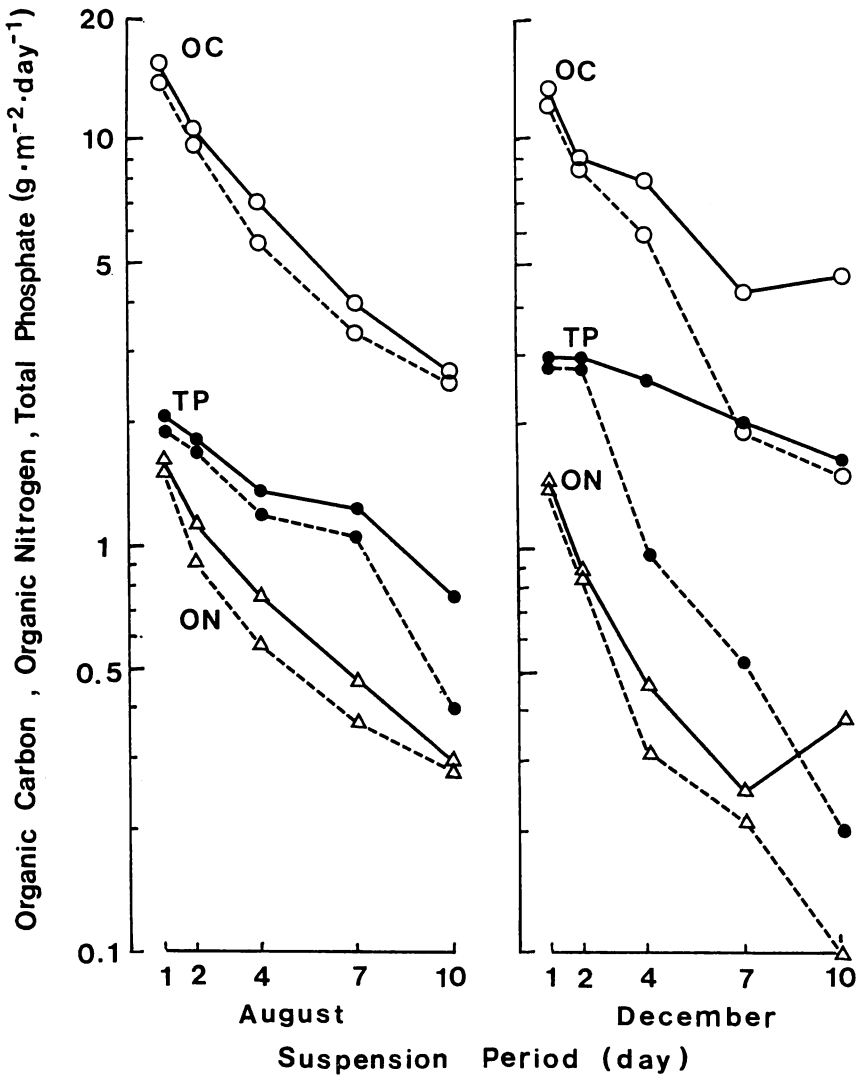 Organic Carbon , Organic Nitrogen , Total Phosphate (g·m⁻²·day⁻¹)
20
10
5
1
0.5
0.1
OC
TP
ON
1 2 4 7 10
August
OC
TP
ON
1 2 4 7 10
December
Suspension Period (day)